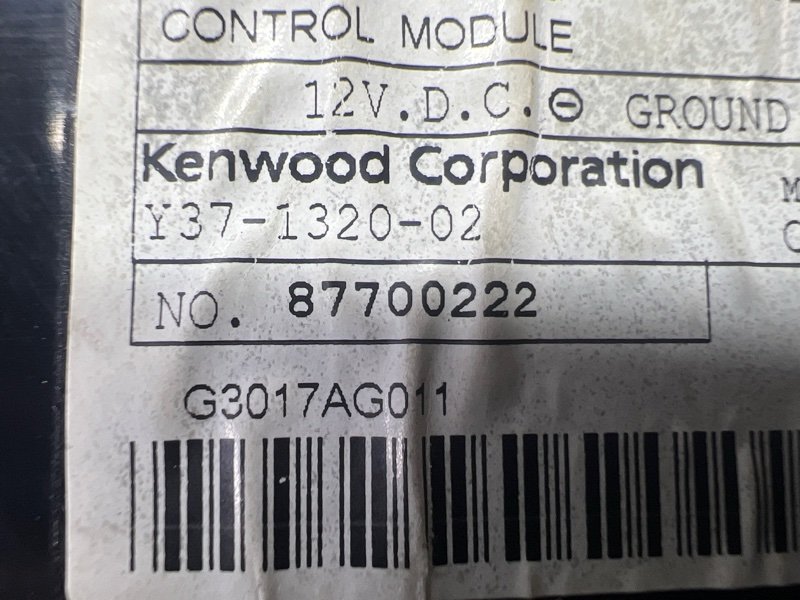 CONTROL MODULE
12V.D.C.⊖ GROUND
Kenwood Corporation
Y37-1320-02
NO. 87700222
G3017AG011